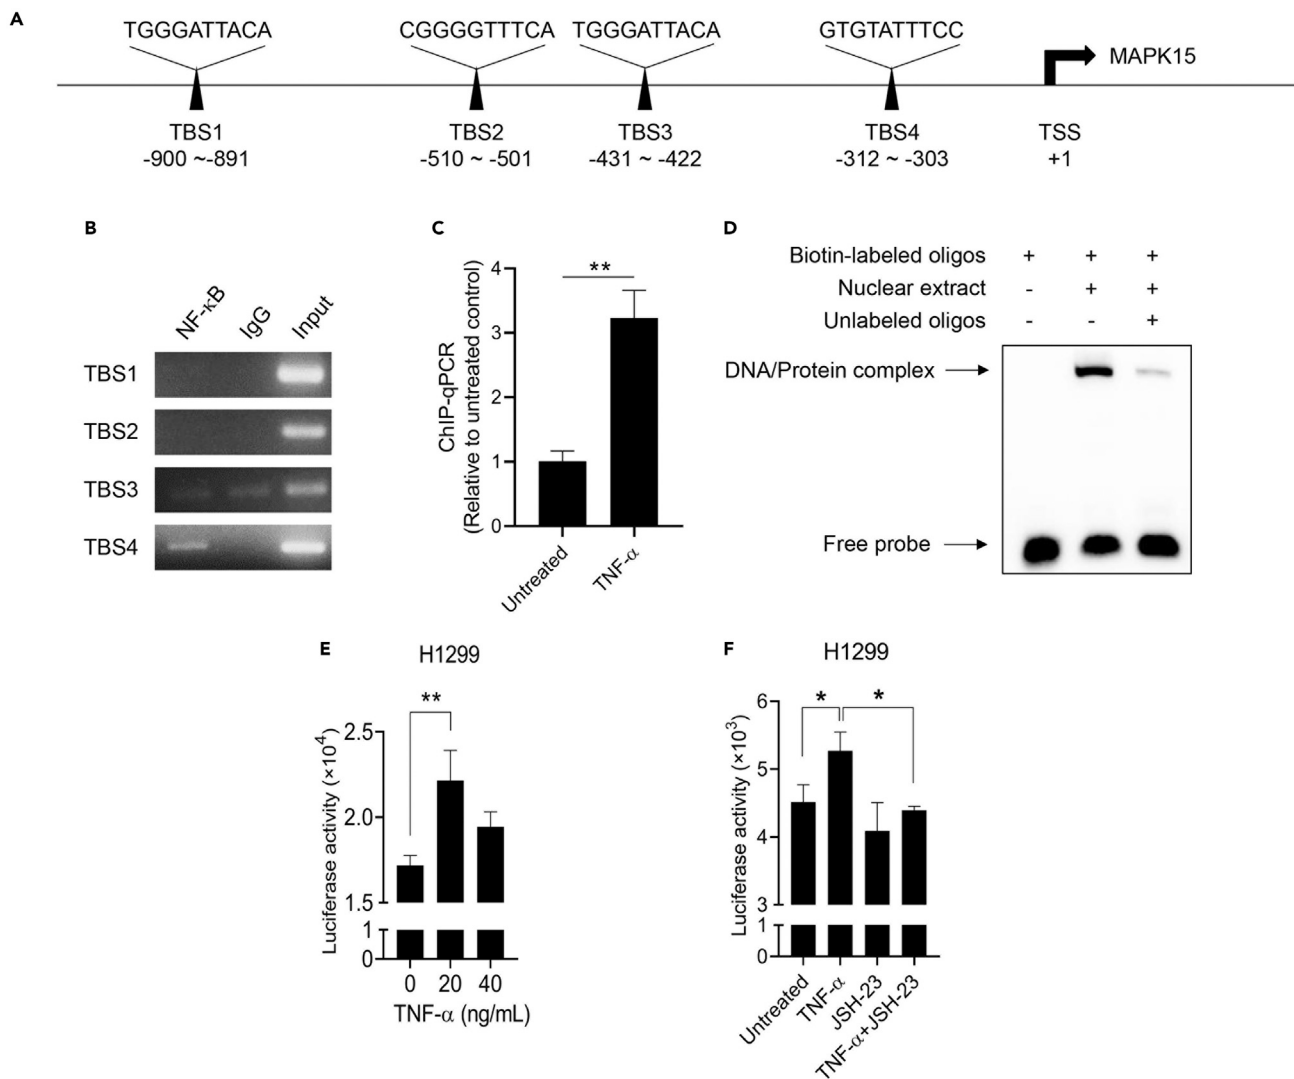 A
TGGGATTACA CGGGGTTTCA TGGGATTACA GTGTATTTCC
MAPK15
TBS1 TBS2 TBS3 TBS4 TSS
-900 ~-891 -510 ~ -501 -431 ~ -422 -312 ~ -303 +1
B
NF-κB IgG Input
TBS1
TBS2
TBS3
TBS4
C
ChIP-qPCR
(Relative to untreated control)
4
3
2
1
0
**
Untreated TNF-α
D
Biotin-labeled oligos + + +
Nuclear extract - + +
Unlabeled oligos - - +
DNA/Protein complex
Free probe
E
H1299
Luciferase activity (×10⁴)
**
2.5
2.0
1.5
1
0
0 20 40
TNF-α (ng/mL)
F
H1299
Luciferase activity (×10³)
* *
6
5
4
3
1
0
Untreated TNF-α JSH-23 TNF-α+JSH-23